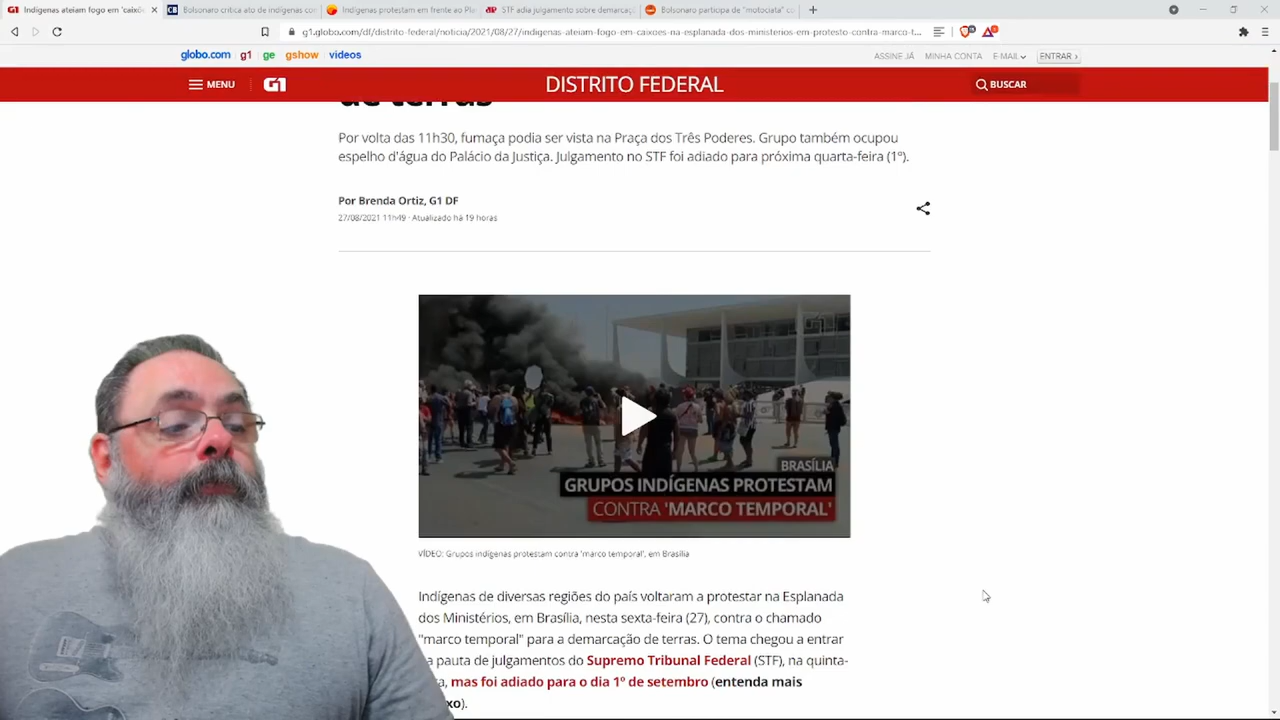 G1 Indígenas ateiam fogo em 'caixõe
CB Bolsonaro critica ato de indígenas con
Indígenas protestam em frente ao Pla
STF adia julgamento sobre demarcaç
Bolsonaro participa de "motociata" co
g1.globo.com/df/distrito-federal/noticia/2021/08/27/indigenas-ateiam-fogo-em-caixoes-na-esplanada-dos-ministerios-em-protesto-contra-marco-t...
globo.com g1 ge gshow videos
ASSINE JÁ MINHA CONTA E-MAIL ENTRAR ›
MENU G1 DISTRITO FEDERAL BUSCAR
de terras
Por volta das 11h30, fumaça podia ser vista na Praça dos Três Poderes. Grupo também ocupou
espelho d'água do Palácio da Justiça. Julgamento no STF foi adiado para próxima quarta-feira (1º).
Por Brenda Ortiz, G1 DF
27/08/2021 11h49 · Atualizado há 19 horas
BRASÍLIA
GRUPOS INDÍGENAS PROTESTAM
CONTRA 'MARCO TEMPORAL'
VÍDEO: Grupos indígenas protestam contra 'marco temporal', em Brasília
Indígenas de diversas regiões do país voltaram a protestar na Esplanada
dos Ministérios, em Brasília, nesta sexta-feira (27), contra o chamado
"marco temporal" para a demarcação de terras. O tema chegou a entrar
a pauta de julgamentos do Supremo Tribunal Federal (STF), na quinta-
mas foi adiado para o dia 1º de setembro (entenda mais
xo).